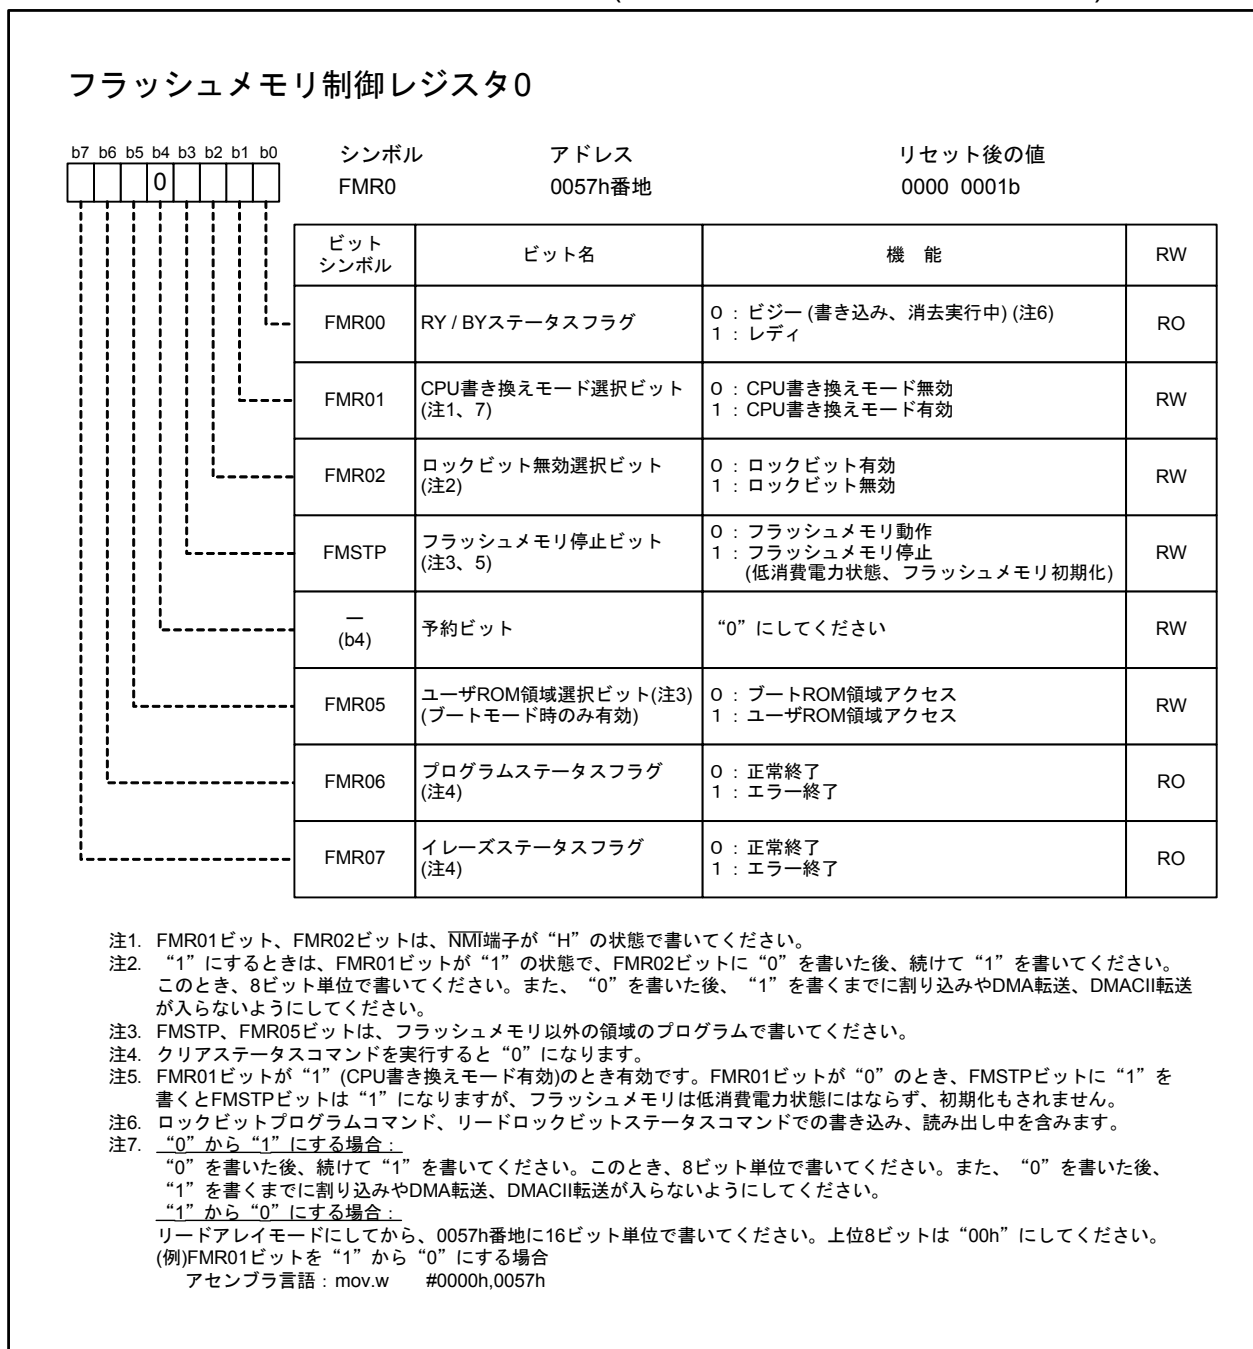 フラッシュメモリ制御レジスタ0
b7 b6 b5 b4 b3 b2 b1 b0
0
シンボル アドレス リセット後の値
FMR0 0057h番地 0000 0001b
ビット
シンボル
ビット名
機 能
RW
FMR00
RY / BYステータスフラグ
0 : ビジー (書き込み、消去実行中) (注6)
1 : レディ
RO
FMR01
CPU書き換えモード選択ビット
(注1、7)
0 : CPU書き換えモード無効
1 : CPU書き換えモード有効
RW
FMR02
ロックビット無効選択ビット
(注2)
0 : ロックビット有効
1 : ロックビット無効
RW
FMSTP
フラッシュメモリ停止ビット
(注3、5)
0 : フラッシュメモリ動作
1 : フラッシュメモリ停止
(低消費電力状態、フラッシュメモリ初期化)
RW
―
(b4)
予約ビット
“0”にしてください
RW
FMR05
ユーザROM領域選択ビット(注3)
(ブートモード時のみ有効)
0 : ブートROM領域アクセス
1 : ユーザROM領域アクセス
RW
FMR06
プログラムステータスフラグ
(注4)
0 : 正常終了
1 : エラー終了
RO
FMR07
イレーズステータスフラグ
(注4)
0 : 正常終了
1 : エラー終了
RO
注1. FMR01ビット、FMR02ビットは、NMI端子が“H”の状態で書いてください。
注2. “1”にするときは、FMR01ビットが“1”の状態で、FMR02ビットに“0”を書いた後、続けて“1”を書いてください。
このとき、8ビット単位で書いてください。また、“0”を書いた後、“1”を書くまでに割り込みやDMA転送、DMACII転送
が入らないようにしてください。
注3. FMSTP、FMR05ビットは、フラッシュメモリ以外の領域のプログラムで書いてください。
注4. クリアステータスコマンドを実行すると“0”になります。
注5. FMR01ビットが“1”(CPU書き換えモード有効)のとき有効です。FMR01ビットが“0”のとき、FMSTPビットに“1”を
書くとFMSTPビットは“1”になりますが、フラッシュメモリは低消費電力状態にはならず、初期化もされません。
注6. ロックビットプログラムコマンド、リードロックビットステータスコマンドでの書き込み、読み出し中を含みます。
注7. “0”から“1”にする場合：
“0”を書いた後、続けて“1”を書いてください。このとき、8ビット単位で書いてください。また、“0”を書いた後、
“1”を書くまでに割り込みやDMA転送、DMACII転送が入らないようにしてください。
“1”から“0”にする場合：
リードアレイモードにしてから、0057h番地に16ビット単位で書いてください。上位8ビットは“00h”にしてください。
(例)FMR01ビットを“1”から“0”にする場合
アセンブラ言語：mov.w #0000h,0057h